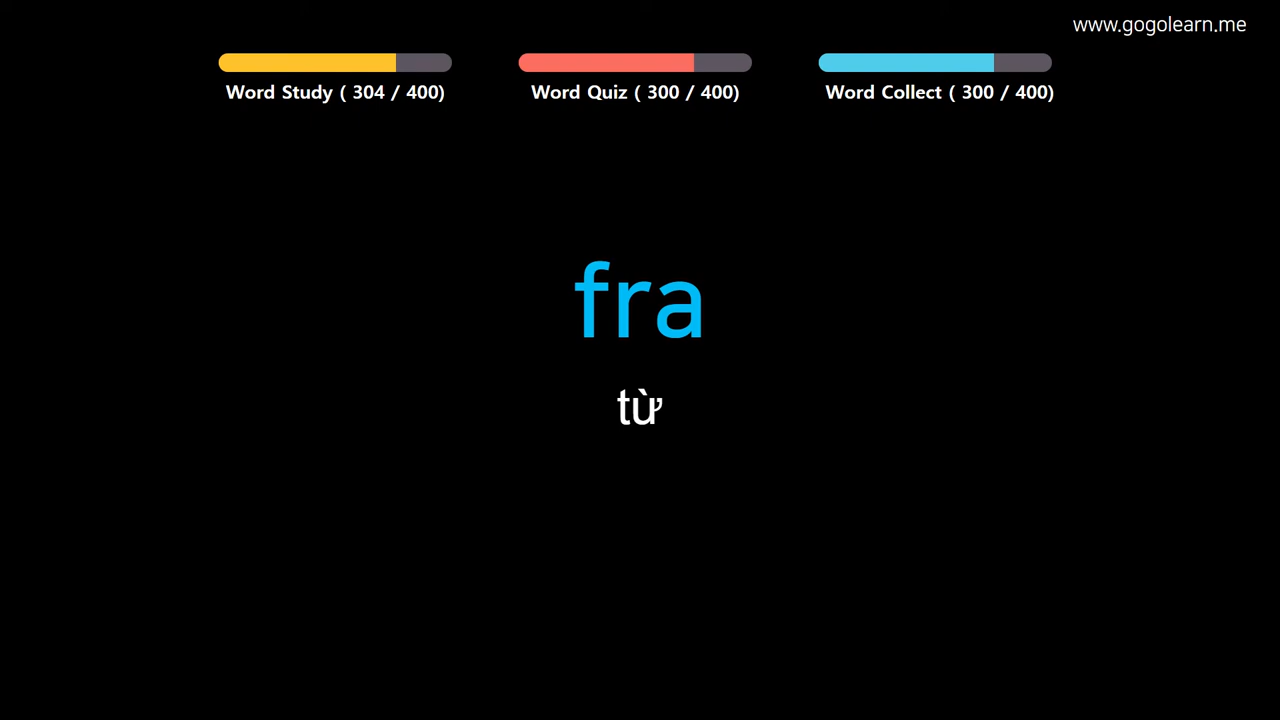 www.gogolearn.me
Word Study ( 304 / 400)
Word Quiz ( 300 / 400)
Word Collect ( 300 / 400)
fra
từ